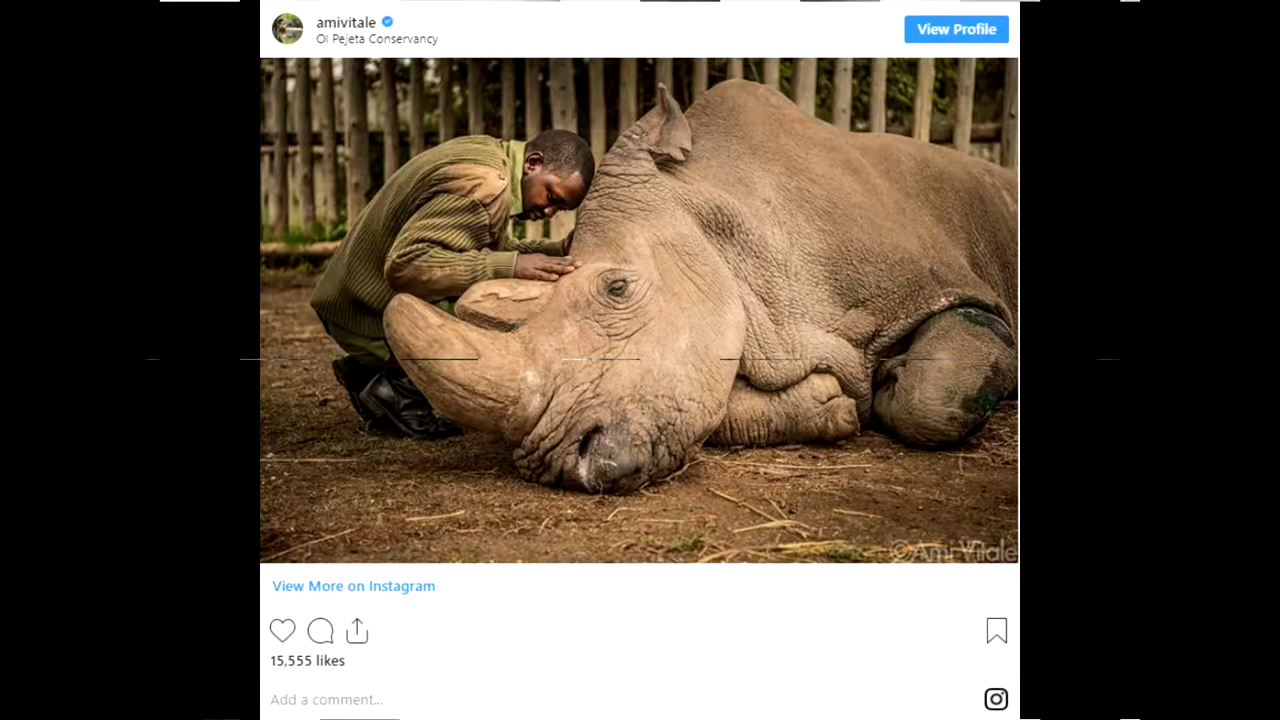 amivitale
Ol Pejeta Conservancy
View Profile
©Ami Vitale
View More on Instagram
15,555 likes
Add a comment...